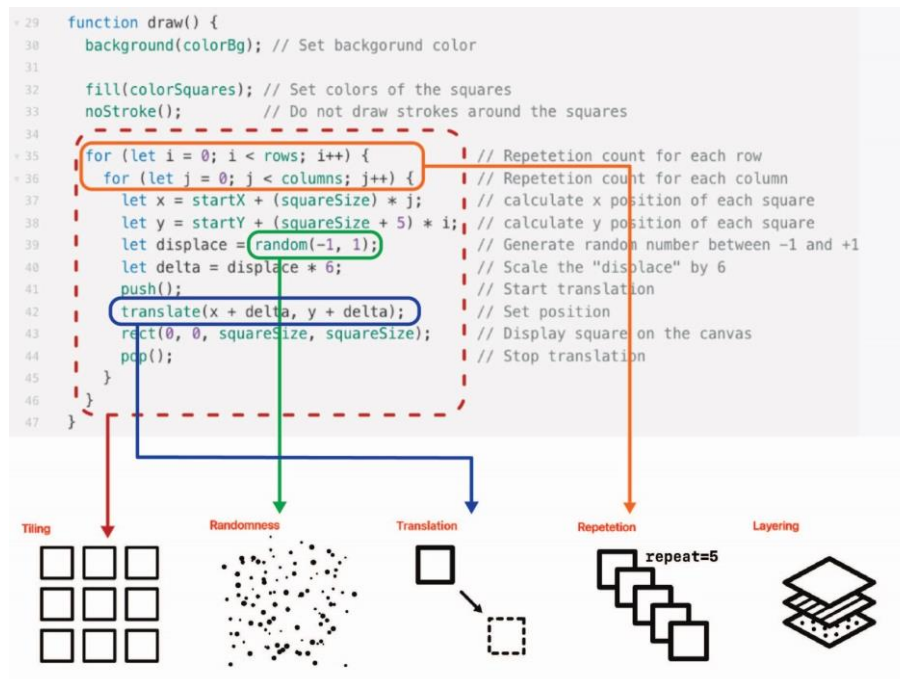 29 function draw() {
30 background(colorBg); // Set backgorund color
31
32 fill(colorSquares); // Set colors of the squares
33 noStroke(); // Do not draw strokes around the squares
34
35 for (let i = 0; i < rows; i++) { // Repetetion count for each row
36 for (let j = 0; j < columns; j++) { // Repetetion count for each column
37 let x = startX + (squareSize) * j; // calculate x position of each square
38 let y = startY + (squareSize + 5) * i; // calculate y position of each square
39 let displace = random(-1, 1); // Generate random number between -1 and +1
40 let delta = displace * 6; // Scale the "displace" by 6
41 push(); // Start translation
42 translate(x + delta, y + delta); // Set position
43 rect(0, 0, squareSize, squareSize); // Display square on the canvas
44 pop(); // Stop translation
45 }
46 }
47 }
Tiling Randomness Translation Repetetion Layering
repeat=5